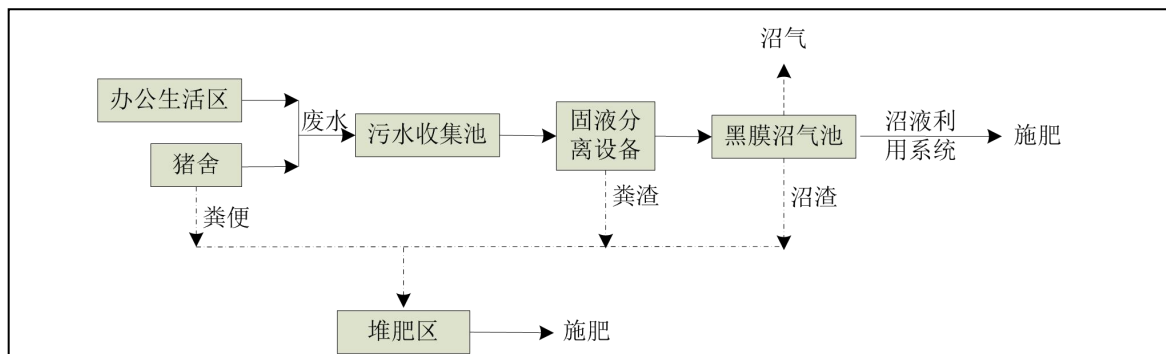 沼气
办公生活区
废水
污水收集池
固液分
离设备
黑膜沼气池
沼液利
用系统
施肥
猪舍
粪便
粪渣
沼渣
堆肥区
施肥